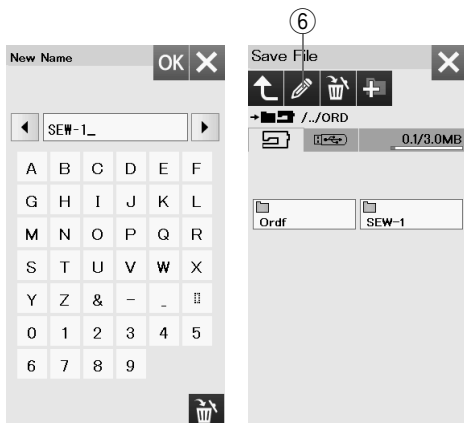 ⑥
New Name
OK
SEW-1_
A B C D E F
G H I J K L
M N O P Q R
S T U V W X
Y Z & - _
0 1 2 3 4 5
6 7 8 9
Save File
/../ORD
0.1/3.0MB
Ordf
SEW-1